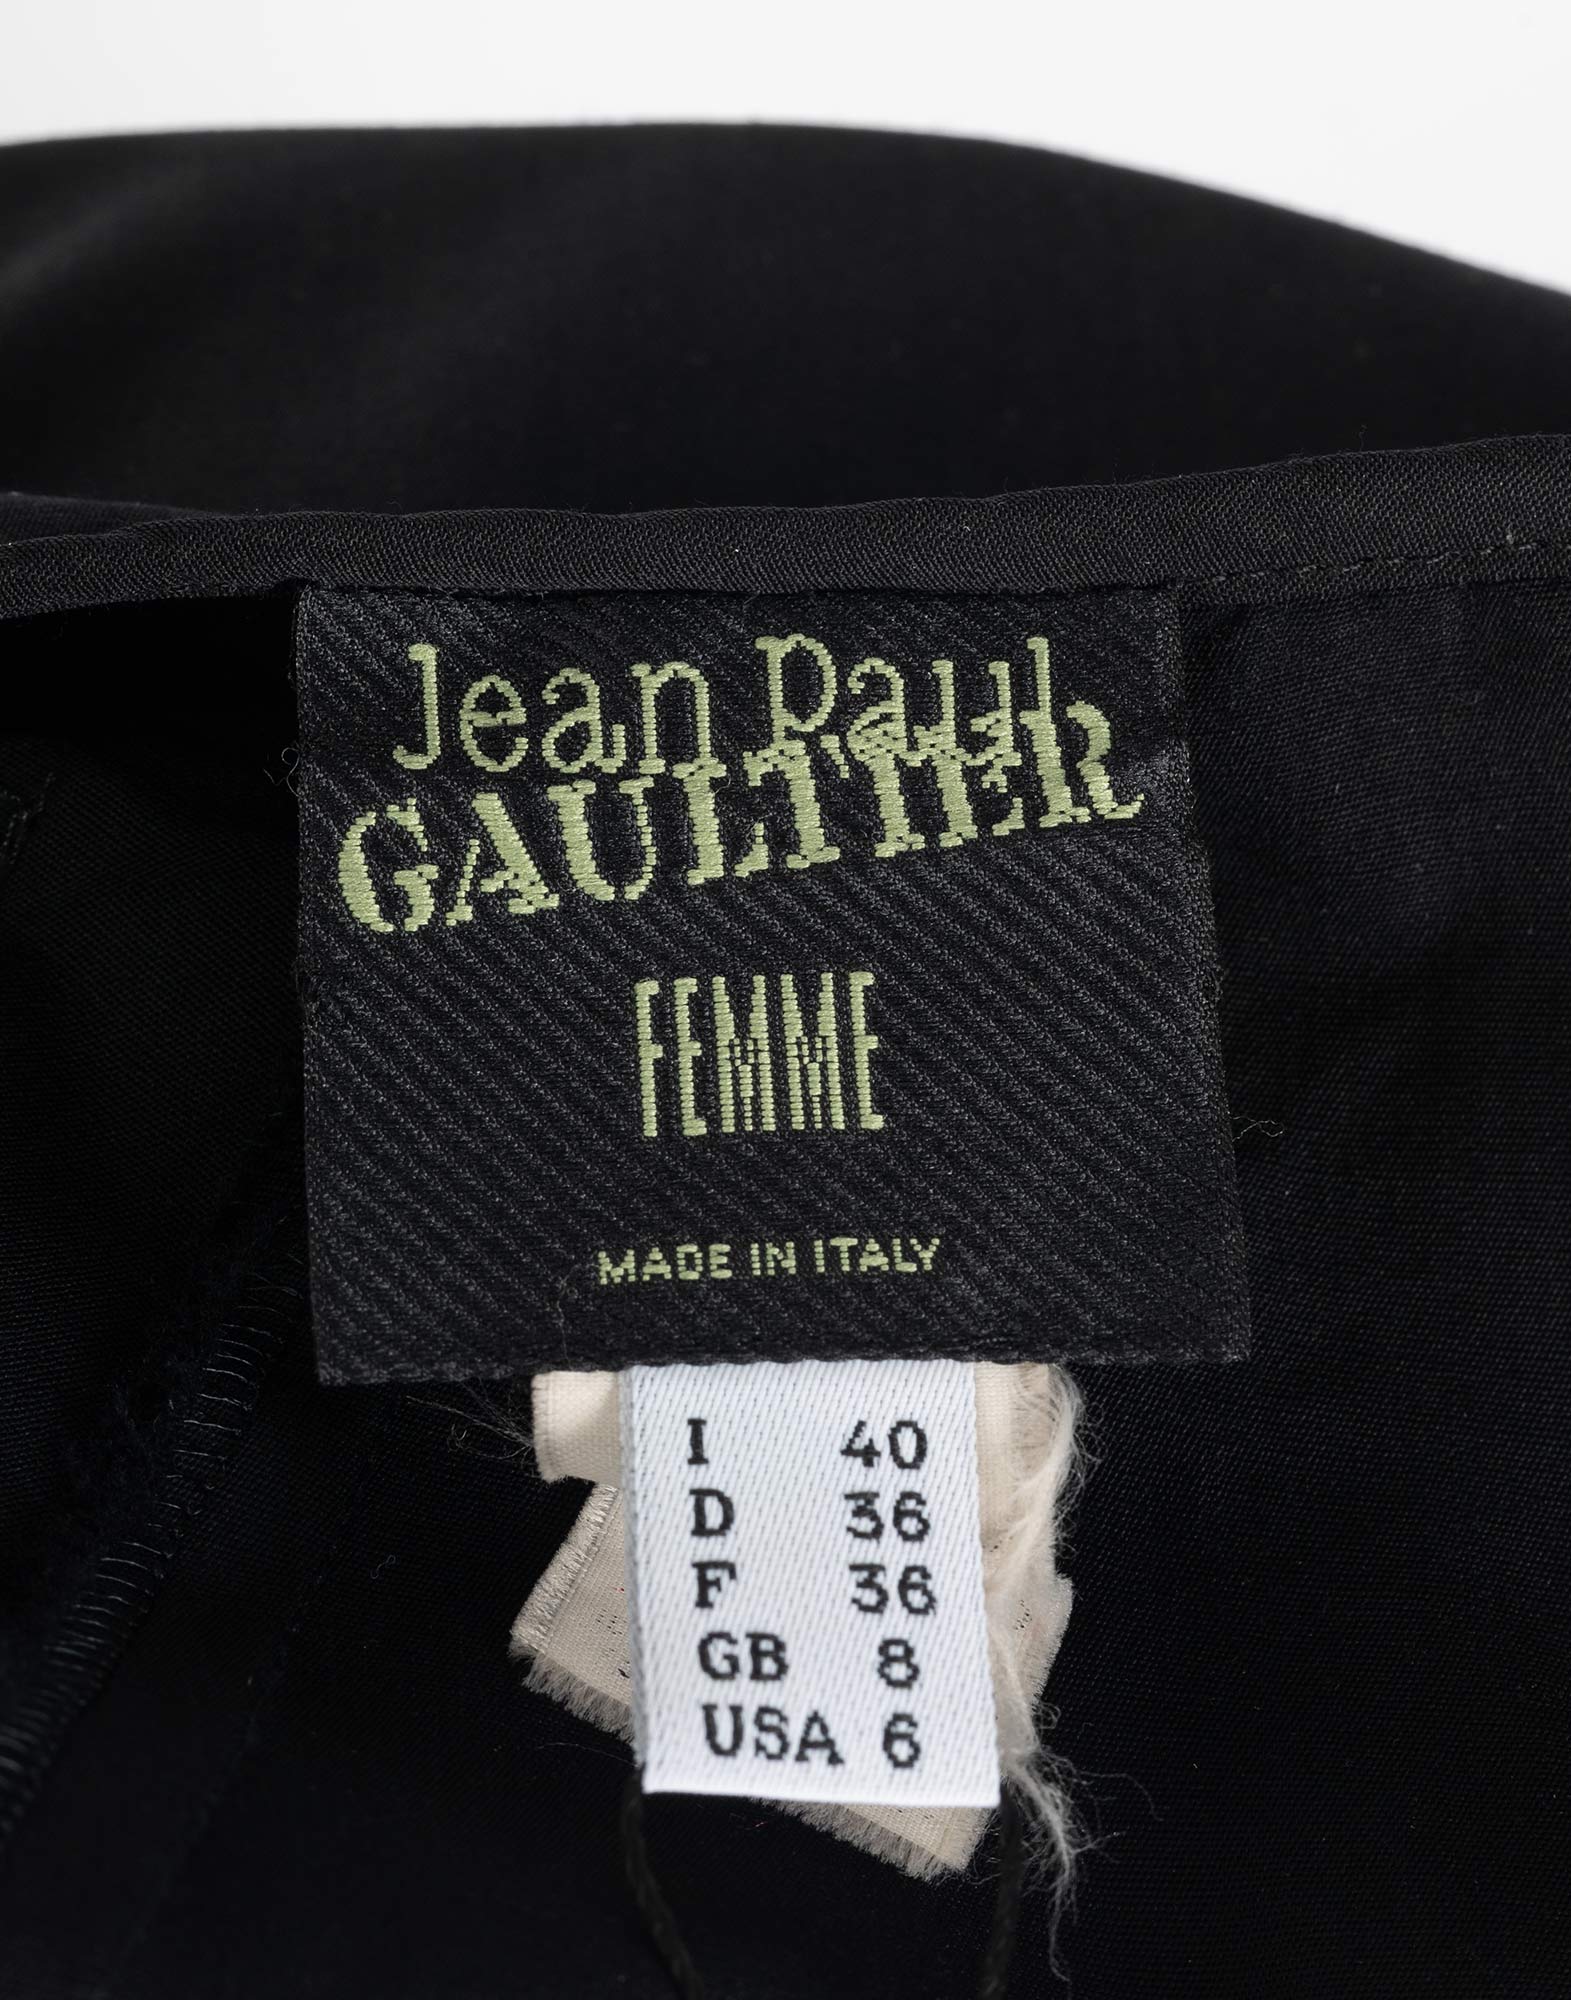 Jean Paul
GAULTIER
FEMME
MADE IN ITALY
I 40
D 36
F 36
GB 8
USA 6